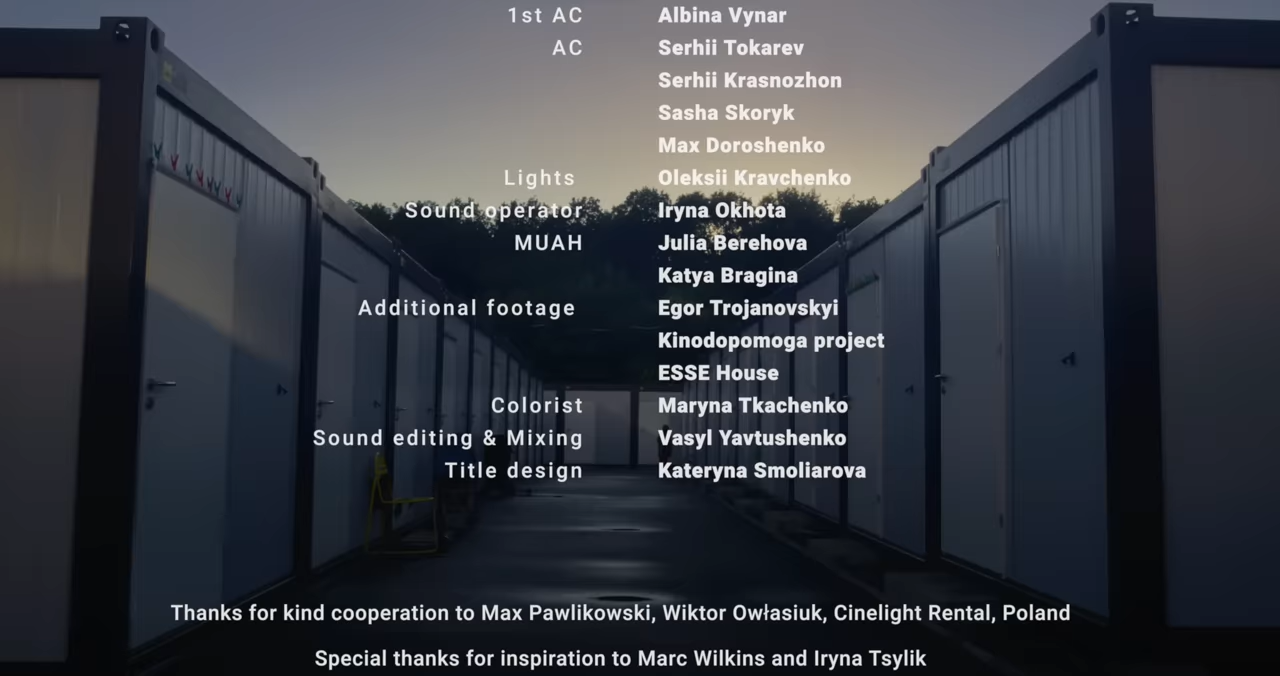 1st AC Albina Vynar
AC Serhii Tokarev
Serhii Krasnozhon
Sasha Skoryk
Max Doroshenko
Lights Oleksii Kravchenko
Sound operator Iryna Okhota
MUAH Julia Berehova
Katya Bragina
Additional footage Egor Trojanovskyi
Kinodopomoga project
ESSE House
Colorist Maryna Tkachenko
Sound editing & Mixing Vasyl Yavtushenko
Title design Kateryna Smoliarova
Thanks for kind cooperation to Max Pawlikowski, Wiktor Owłasiuk, Cinelight Rental, Poland
Special thanks for inspiration to Marc Wilkins and Iryna Tsylik